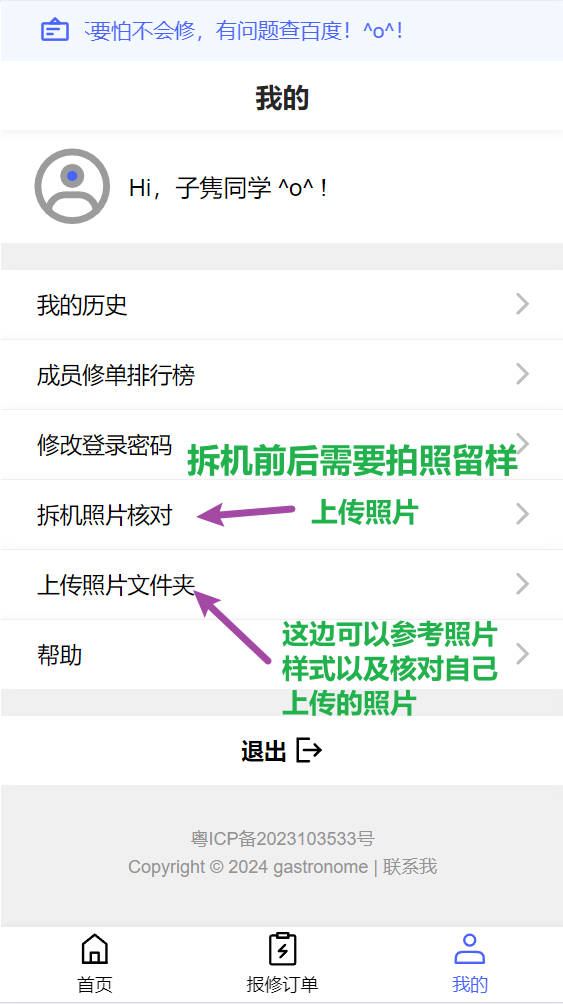 要怕不会修，有问题查百度！^o^！
我的
Hi，子隽同学 ^o^！
我的历史
成员修单排行榜
修改登录密码
拆机前后需要拍照留样
拆机照片核对
上传照片
上传照片文件夹
这边可以参考照片
样式以及核对自己
上传的照片
帮助
退出
粤ICP备2023103533号
Copyright © 2024 gastronome | 联系我
首页
报修订单
我的